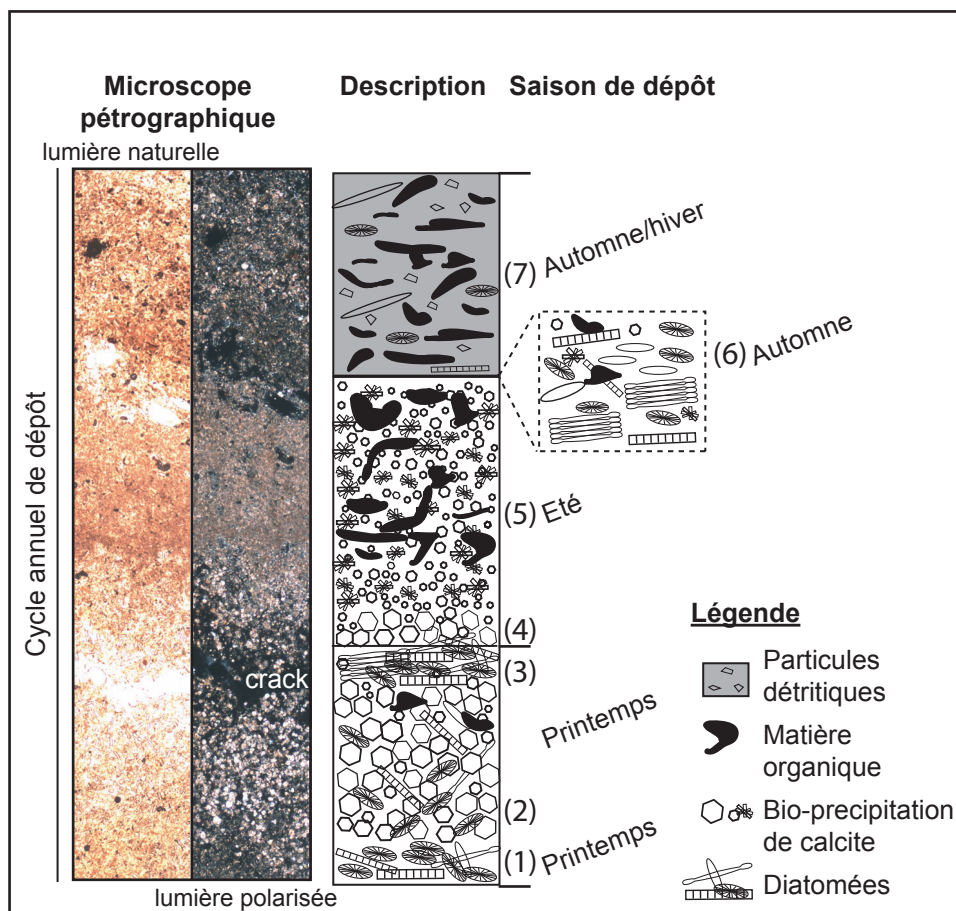 Microscope
pétrographique
Description
Saison de dépôt
lumière naturelle
Cycle annuel de dépôt
(7) Automne/hiver
(6) Automne
(5) Eté
(4)
crack
(3)
Printemps
(2)
(1) Printemps
lumière polarisée
Légende
Particules
détritiques
Matière
organique
Bio-precipitation
de calcite
Diatomées